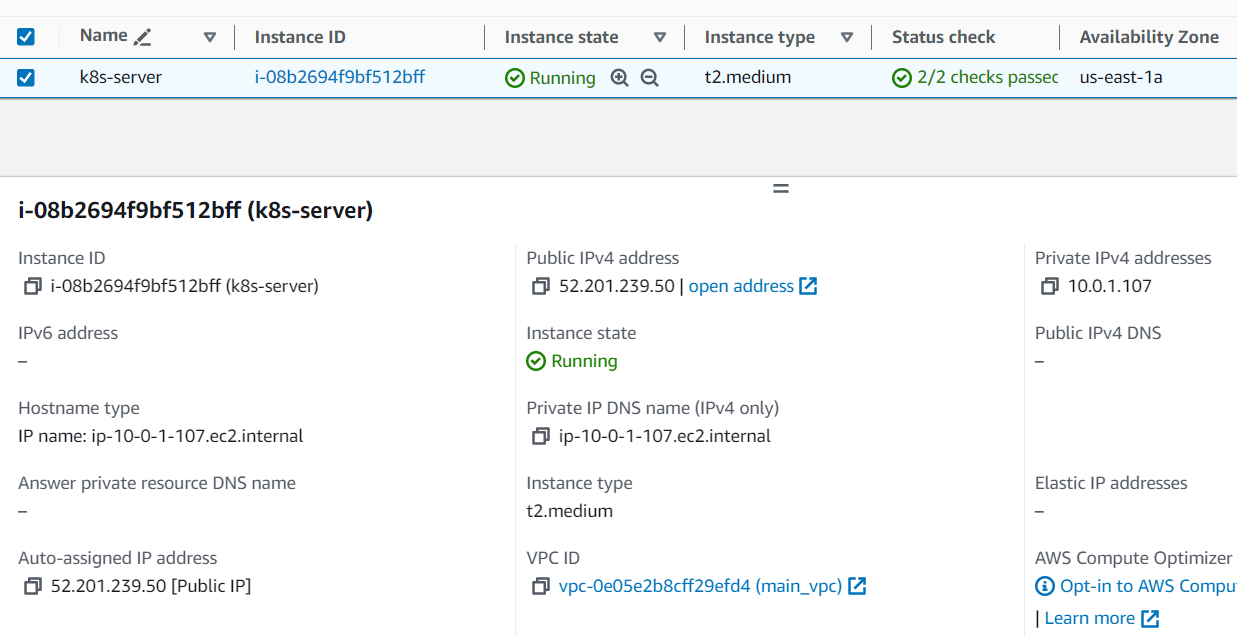 Name Instance ID Instance state Instance type Status check Availability Zone
k8s-server i-08b2694f9bf512bff Running t2.medium 2/2 checks passec us-east-1a
i-08b2694f9bf512bff (k8s-server)
Instance ID Public IPv4 address Private IPv4 addresses
i-08b2694f9bf512bff (k8s-server) 52.201.239.50 | open address 10.0.1.107
IPv6 address Instance state Public IPv4 DNS
– Running –
Hostname type Private IP DNS name (IPv4 only)
IP name: ip-10-0-1-107.ec2.internal ip-10-0-1-107.ec2.internal
Answer private resource DNS name Instance type Elastic IP addresses
– t2.medium –
Auto-assigned IP address VPC ID AWS Compute Optimizer
52.201.239.50 [Public IP] vpc-0e05e2b8cff29efd4 (main_vpc) Opt-in to AWS Compu
| Learn more